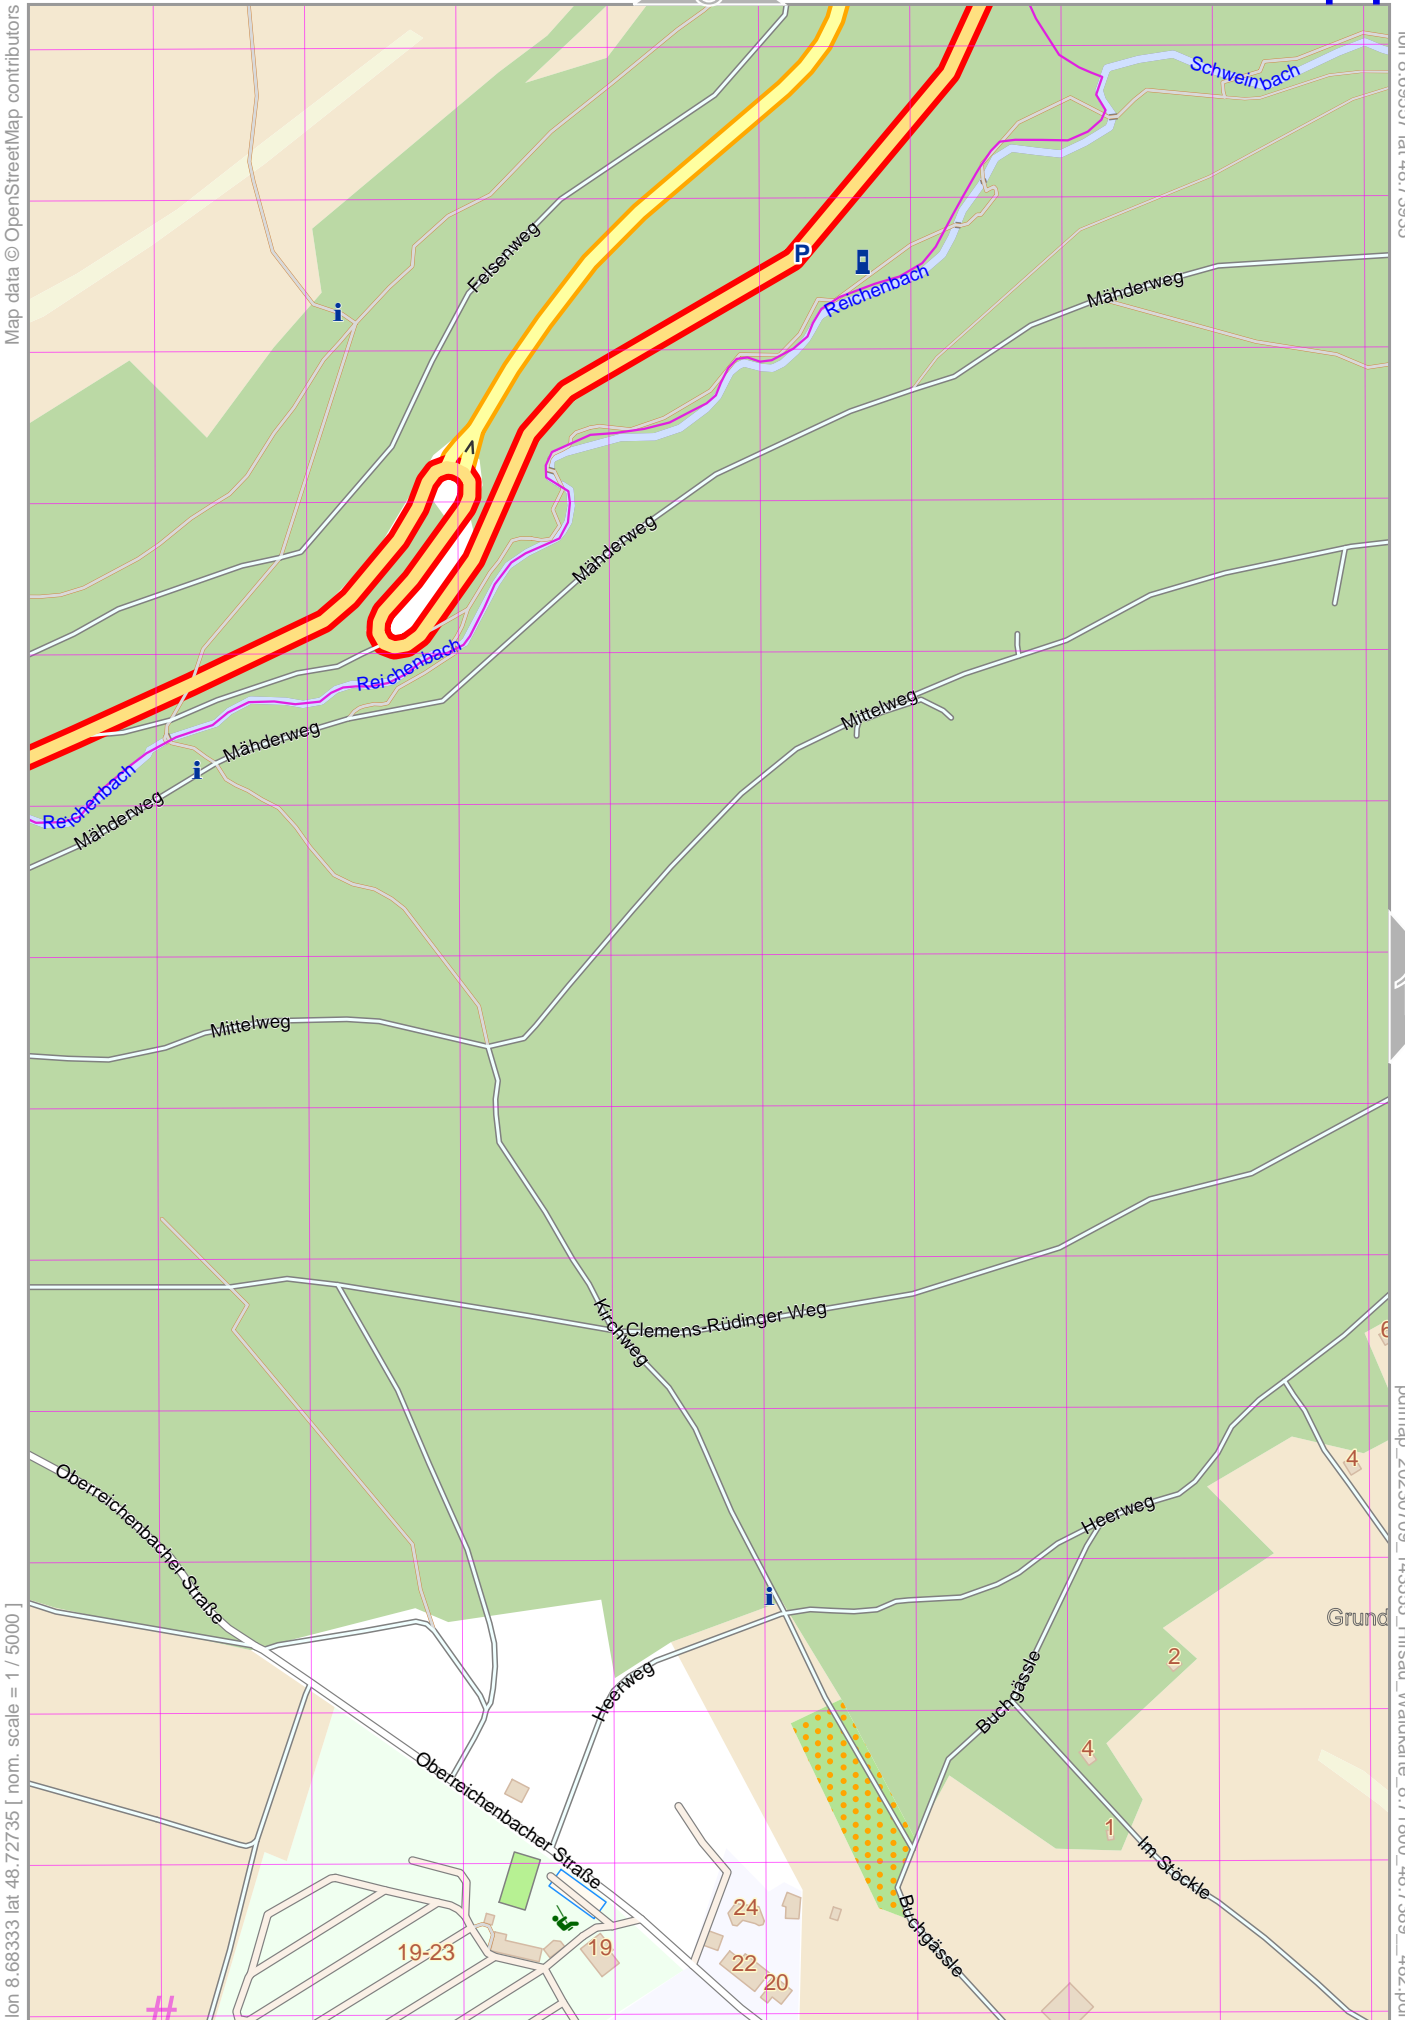 Map data © OpenStreetMap contributors
Schweinbach
Felsenweg
P
Reichenbach
Mähderweg
i
<
Mähderweg
Reichenbach
Mittelweg
Mähderweg
i
Reichenbach
Mähderweg
Mittelweg
Clemens-Rüdinger Weg
Kirchweg
6
4
Oberreichenbacher Straße
Heerweg
i
Grund
2
Heerweg
Buchgässle
4
Oberreichenbacher Straße
1
Im Stöckle
24
Buchgässle
19-23
19
22
20
#
lon 8.68333 lat 48.72735 [ nom. scale = 1 / 5000 ]